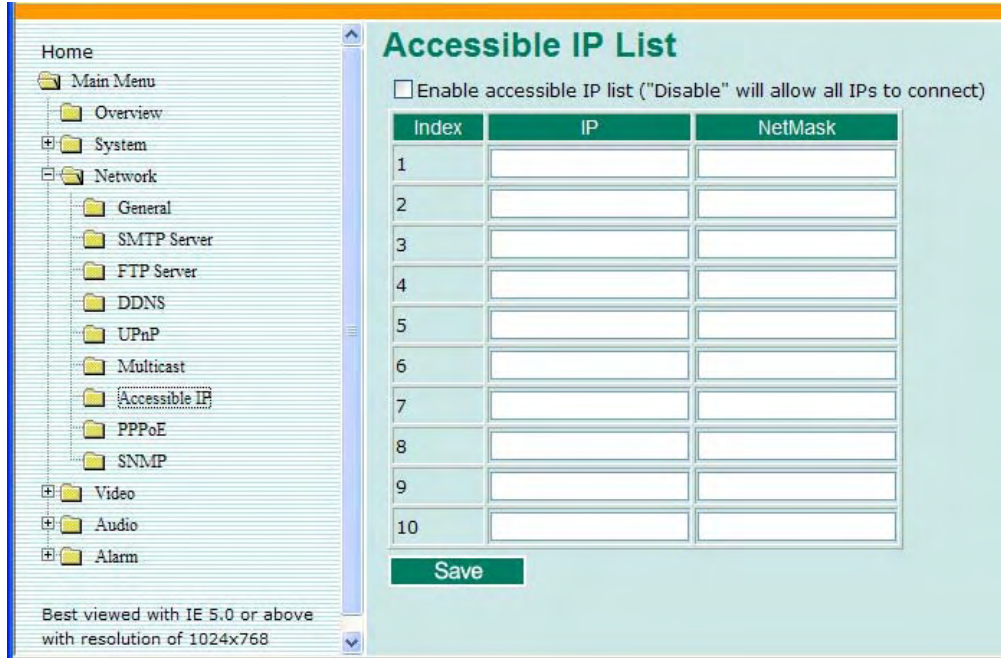 Home
Main Menu
Overview
System
Network
General
SMTP Server
FTP Server
DDNS
UPnP
Multicast
Accessible IP
PPPoE
SNMP
Video
Audio
Alarm
Best viewed with IE 5.0 or above
with resolution of 1024x768
Accessible IP List
Enable accessible IP list ("Disable" will allow all IPs to connect)
Index IP NetMask
1
2
3
4
5
6
7
8
9
10
Save